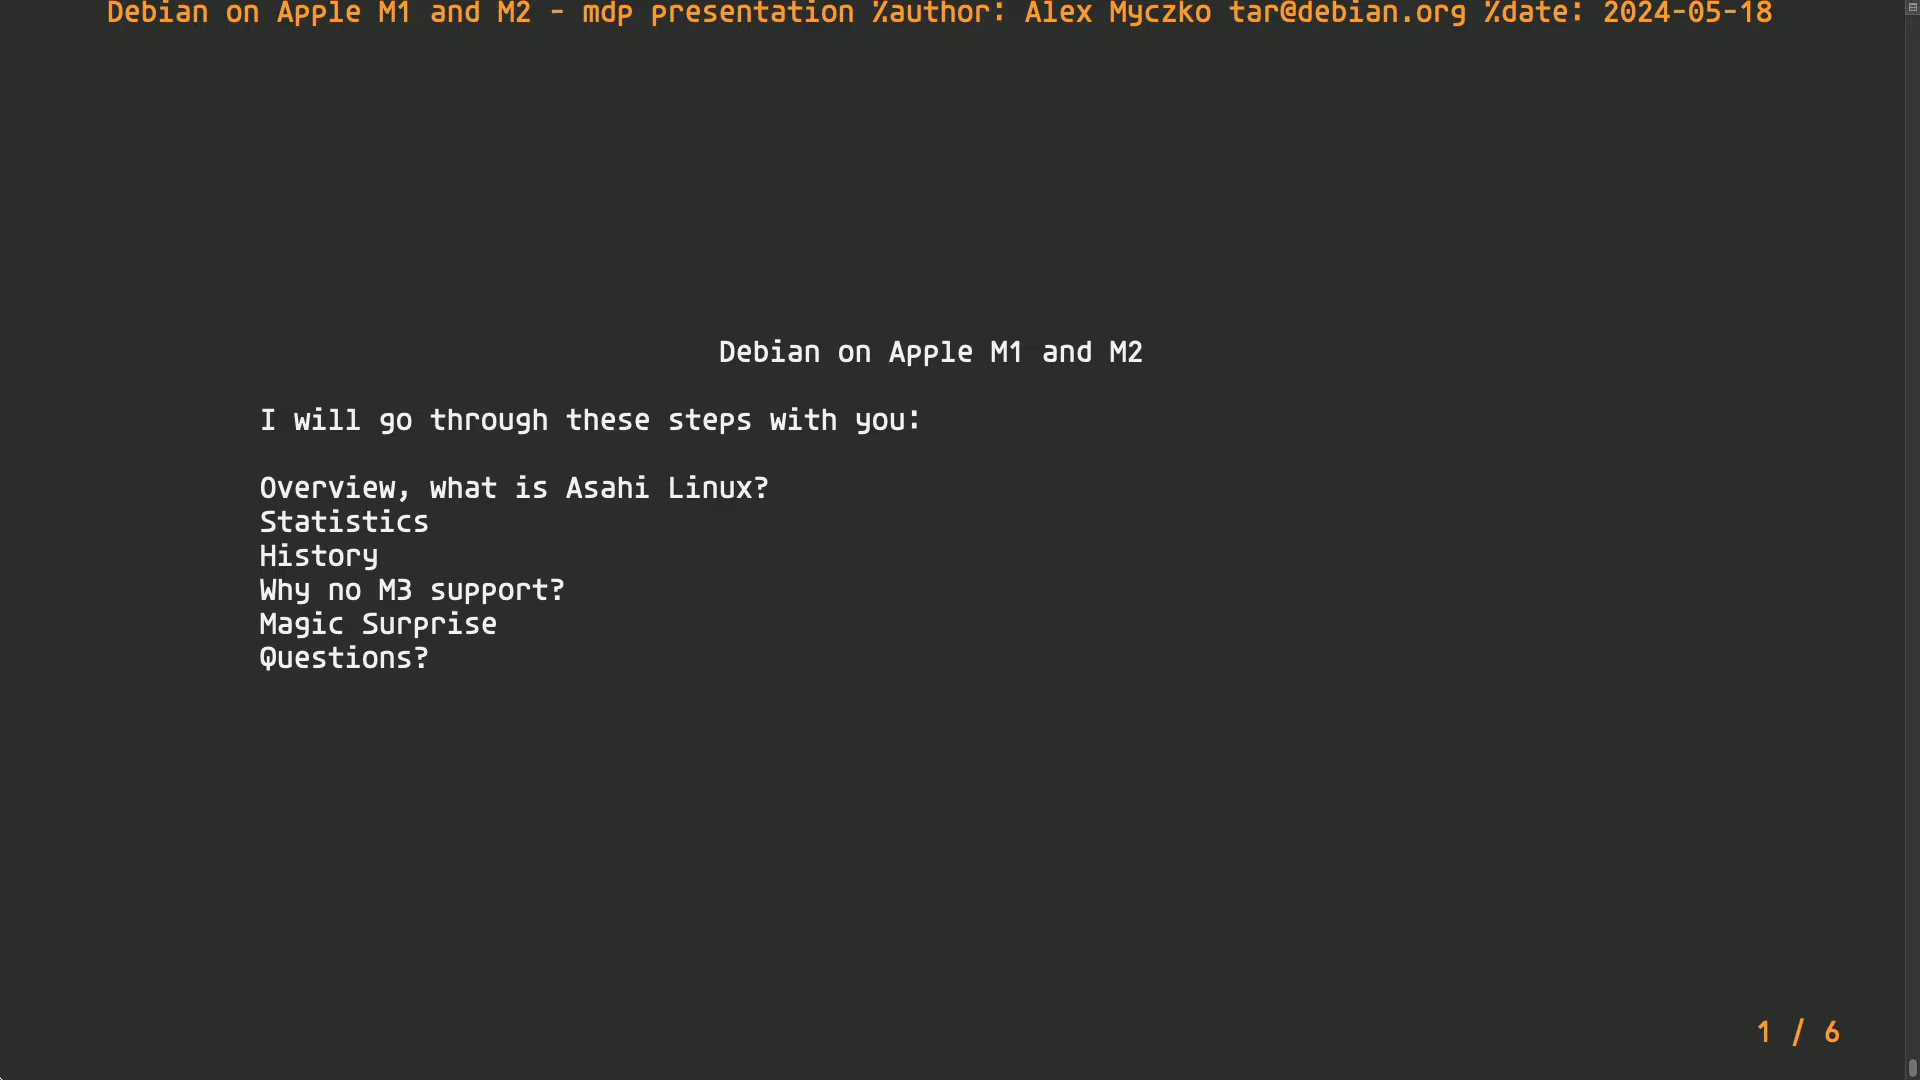 Debian on Apple M1 and M2 - mdp presentation %author: Alex Myczko tar@debian.org %date: 2024-05-18
Debian on Apple M1 and M2
I will go through these steps with you:
Overview, what is Asahi Linux?
Statistics
History
Why no M3 support?
Magic Surprise
Questions?
1 / 6